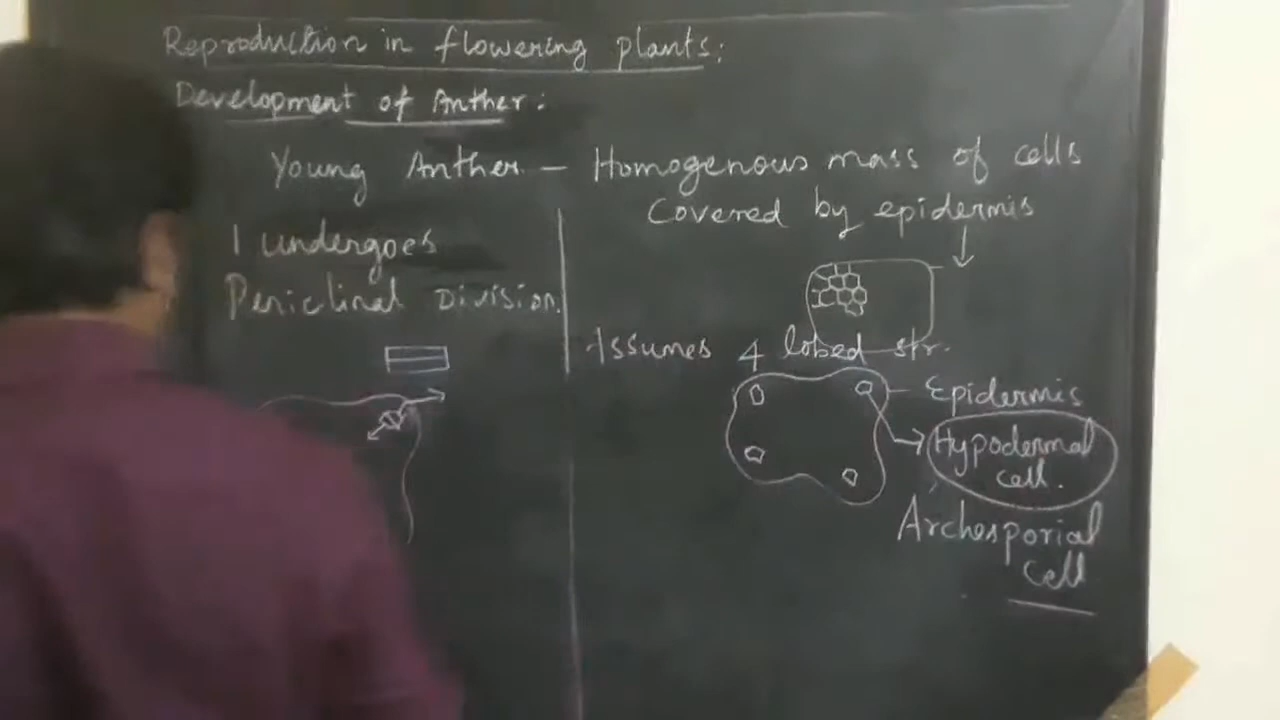 Reproduction in flowering plants:
Development of Anther:
Young Anther - Homogenous mass of cells
Covered by epidermis
Assumes 4 lobed str.
Epidermis
Hypodermal
cell.
Archesporial
cell
1 undergoes
Periclinal Division.